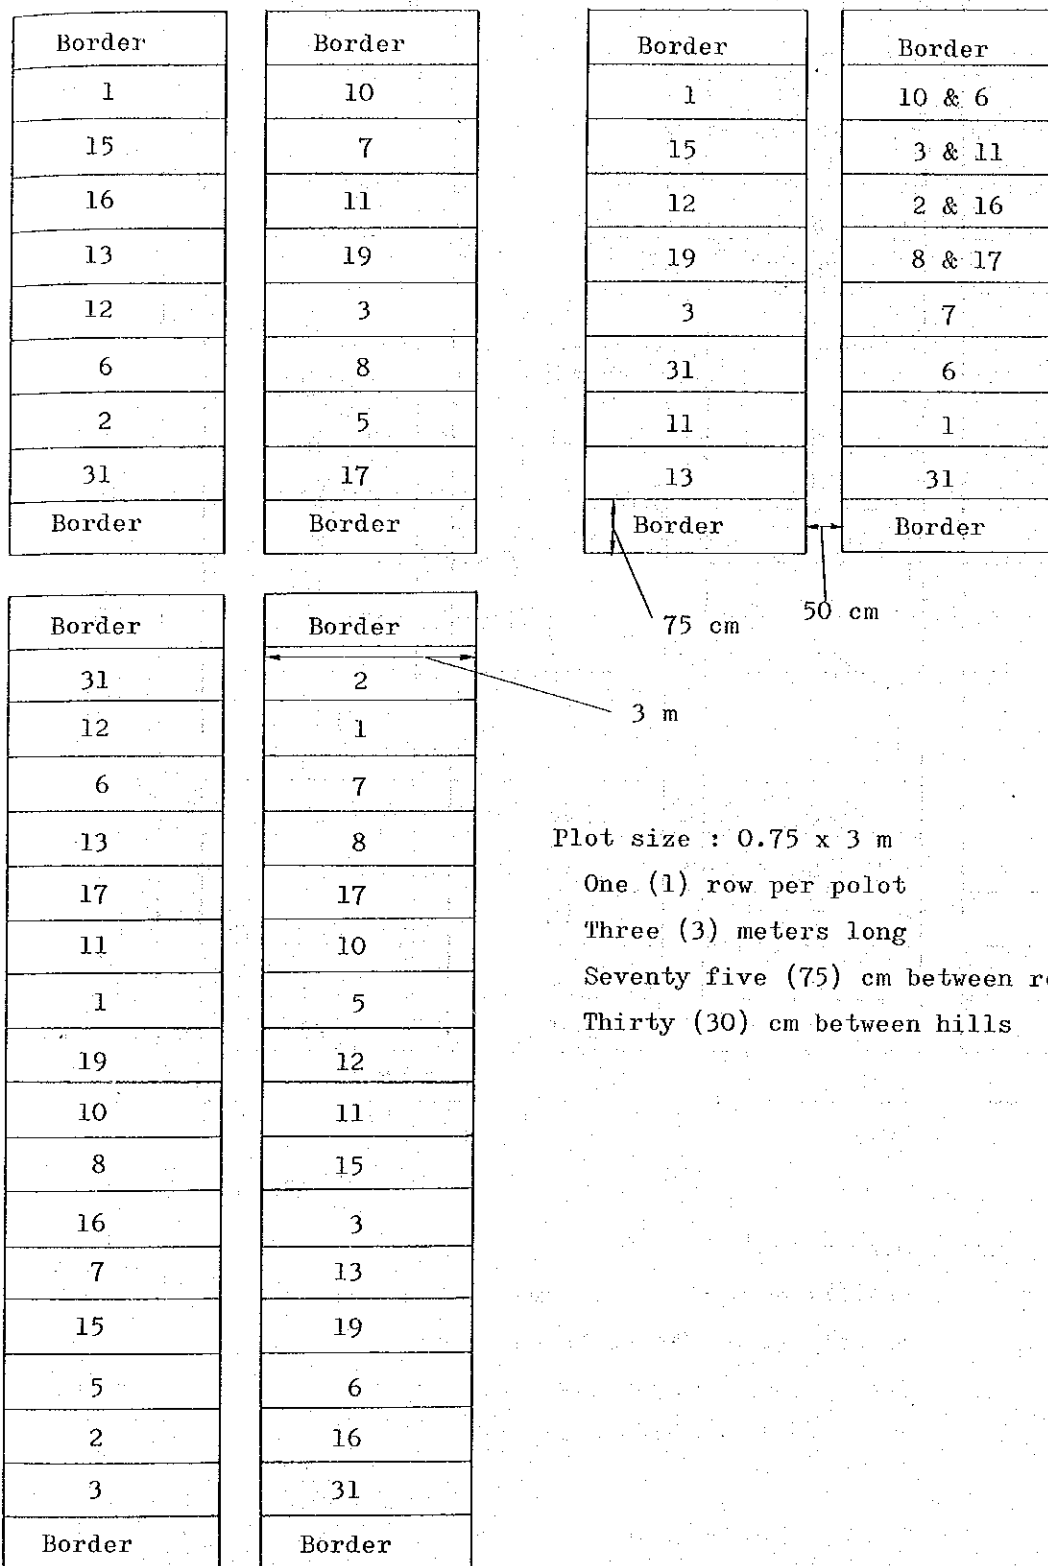 Border
1
15
16
13
12
6
2
31
Border
Border
10
7
11
19
3
8
5
17
Border
Border
1
15
12
19
3
31
11
13
Border
Border
10 & 6
3 & 11
2 & 16
8 & 17
7
6
1
31
Border
75 cm
50 cm
Border
31
12
6
13
17
11
1
19
10
8
16
7
15
5
2
3
Border
Border
2
1
7
8
17
10
5
12
11
15
3
13
19
6
16
31
Border
3 m
Plot size : 0.75 x 3 m
One (1) row per polot
Three (3) meters long
Seventy five (75) cm between
Thirty (30) cm between hills